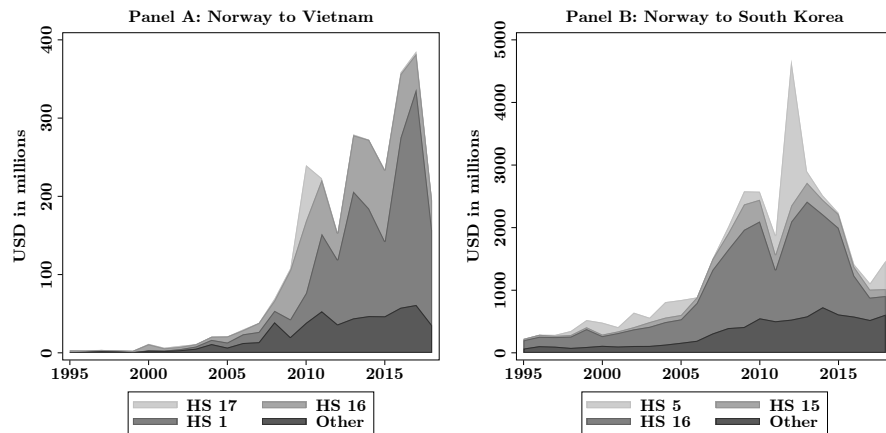 Panel A: Norway to Vietnam
USD in millions
0
100
200
300
400
1995
2000
2005
2010
2015
HS 17
HS 16
HS 1
Other
Panel B: Norway to South Korea
USD in millions
0
1000
2000
3000
4000
5000
1995
2000
2005
2010
2015
HS 5
HS 15
HS 16
Other